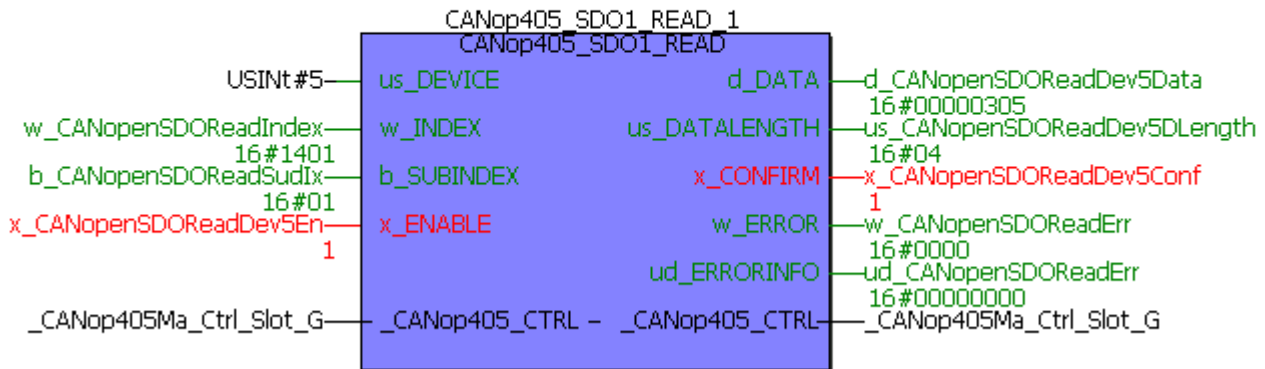 CANop405_SDO1_READ_1
CANop405_SDO1_READ
USINt#5 us_DEVICE d_DATA d_CANopenSDOReadDev5Data
16#00000305
w_CANopenSDOReadIndex w_INDEX us_DATALENGTH us_CANopenSDOReadDev5DLength
16#1401 16#04
b_CANopenSDOReadSudIx b_SUBINDEX x_CONFIRM x_CANopenSDOReadDev5Conf
16#01 1
x_CANopenSDOReadDev5En x_ENABLE w_ERROR w_CANopenSDOReadErr
1 16#0000
ud_ERRORINFO ud_CANopenSDOReadErr
16#00000000
_CANop405Ma_Ctrl_Slot_G _CANop405_CTRL – _CANop405_CTRL _CANop405Ma_Ctrl_Slot_G